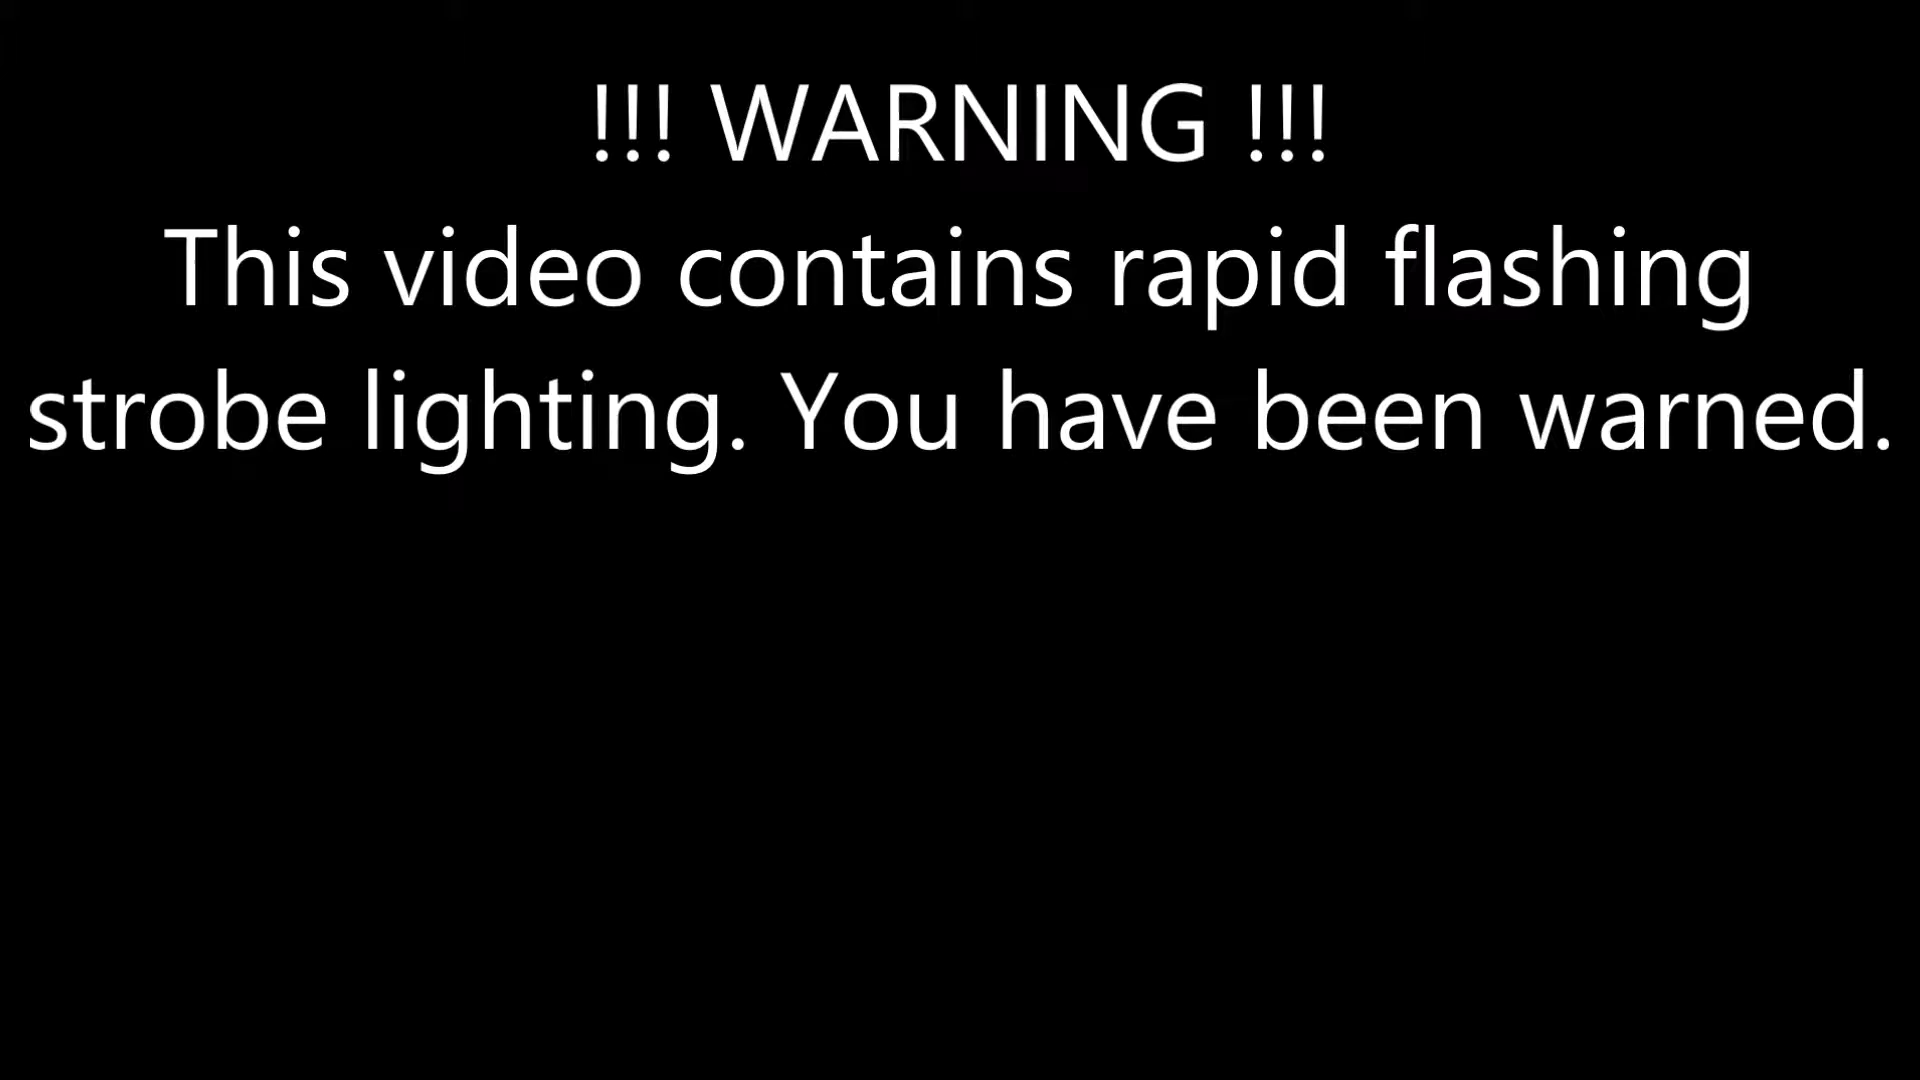 !!! WARNING !!!
This video contains rapid flashing
strobe lighting. You have been warned.